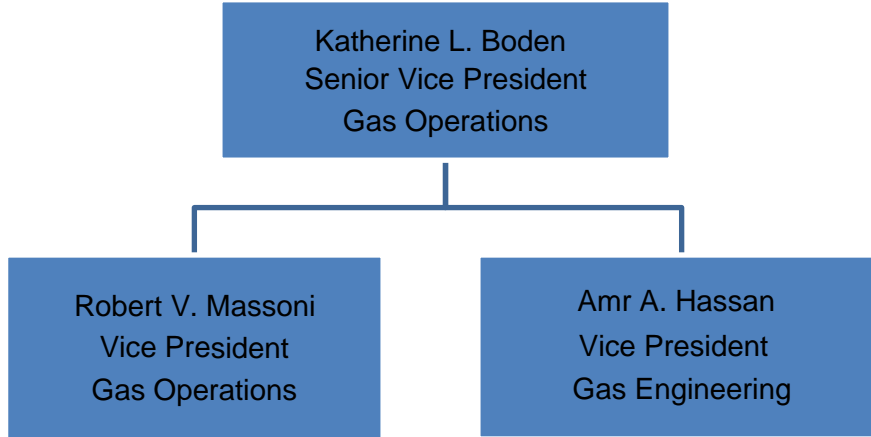 Katherine L. Boden
Senior Vice President
Gas Operations
Robert V. Massoni
Vice President
Gas Operations
Amr A. Hassan
Vice President
Gas Engineering